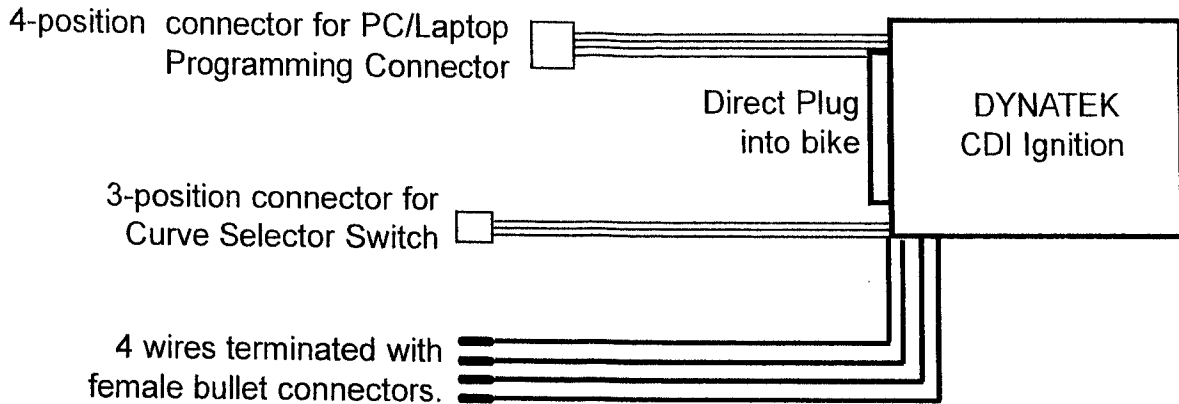 4-position connector for PC/Laptop
Programming Connector
Direct Plug
into bike
DYNATEK
CDI Ignition
3-position connector for
Curve Selector Switch
4 wires terminated with
female bullet connectors.